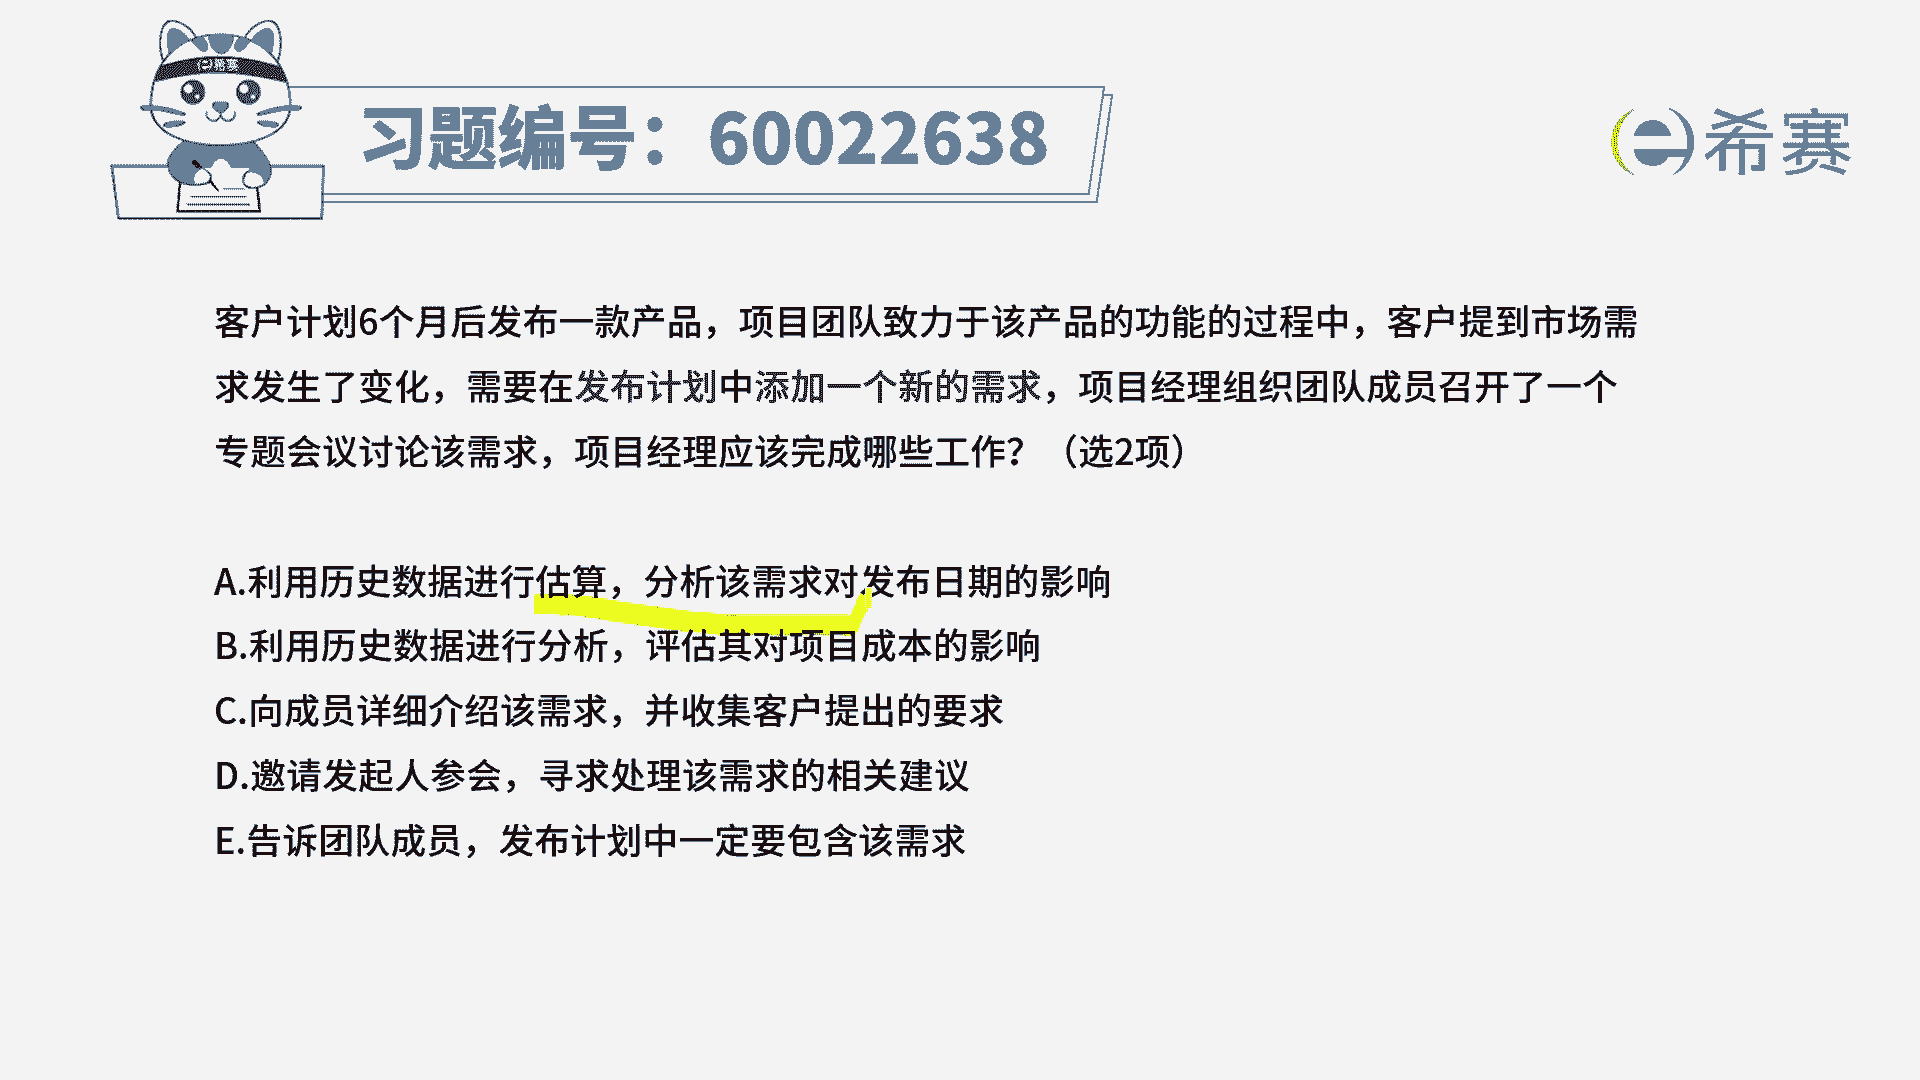 希赛
习题编号：60022638
希赛
客户计划6个月后发布一款产品，项目团队致力于该产品的功能的过程中，客户提到市场需
求发生了变化，需要在发布计划中添加一个新的需求，项目经理组织团队成员召开了一个
专题会议讨论该需求，项目经理应该完成哪些工作？（选2项）
A.利用历史数据进行估算，分析该需求对发布日期的影响
B.利用历史数据进行分析，评估其对项目成本的影响
C.向成员详细介绍该需求，并收集客户提出的要求
D.邀请发起人参会，寻求处理该需求的相关建议
E.告诉团队成员，发布计划中一定要包含该需求